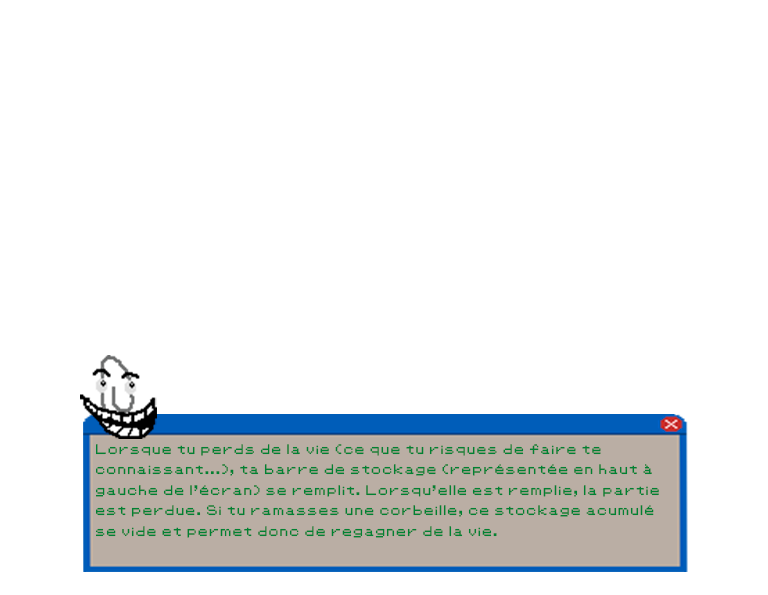 Lorsque tu perds de la vie (ce que tu risques de faire te
connaissant...), ta barre de stockage (représentée en haut à
gauche de l'écran) se remplit. Lorsqu'elle est remplie, la partie
est perdue. Si tu ramasses une corbeille, ce stockage acumulé
se vide et permet donc de regagner de la vie.